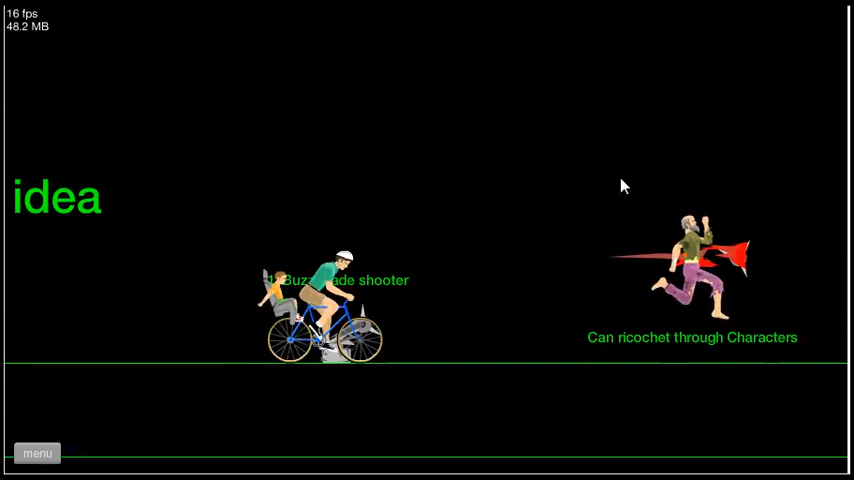 16 fps
48.2 MB
idea
shooter
Can ricochet through Characters
menu